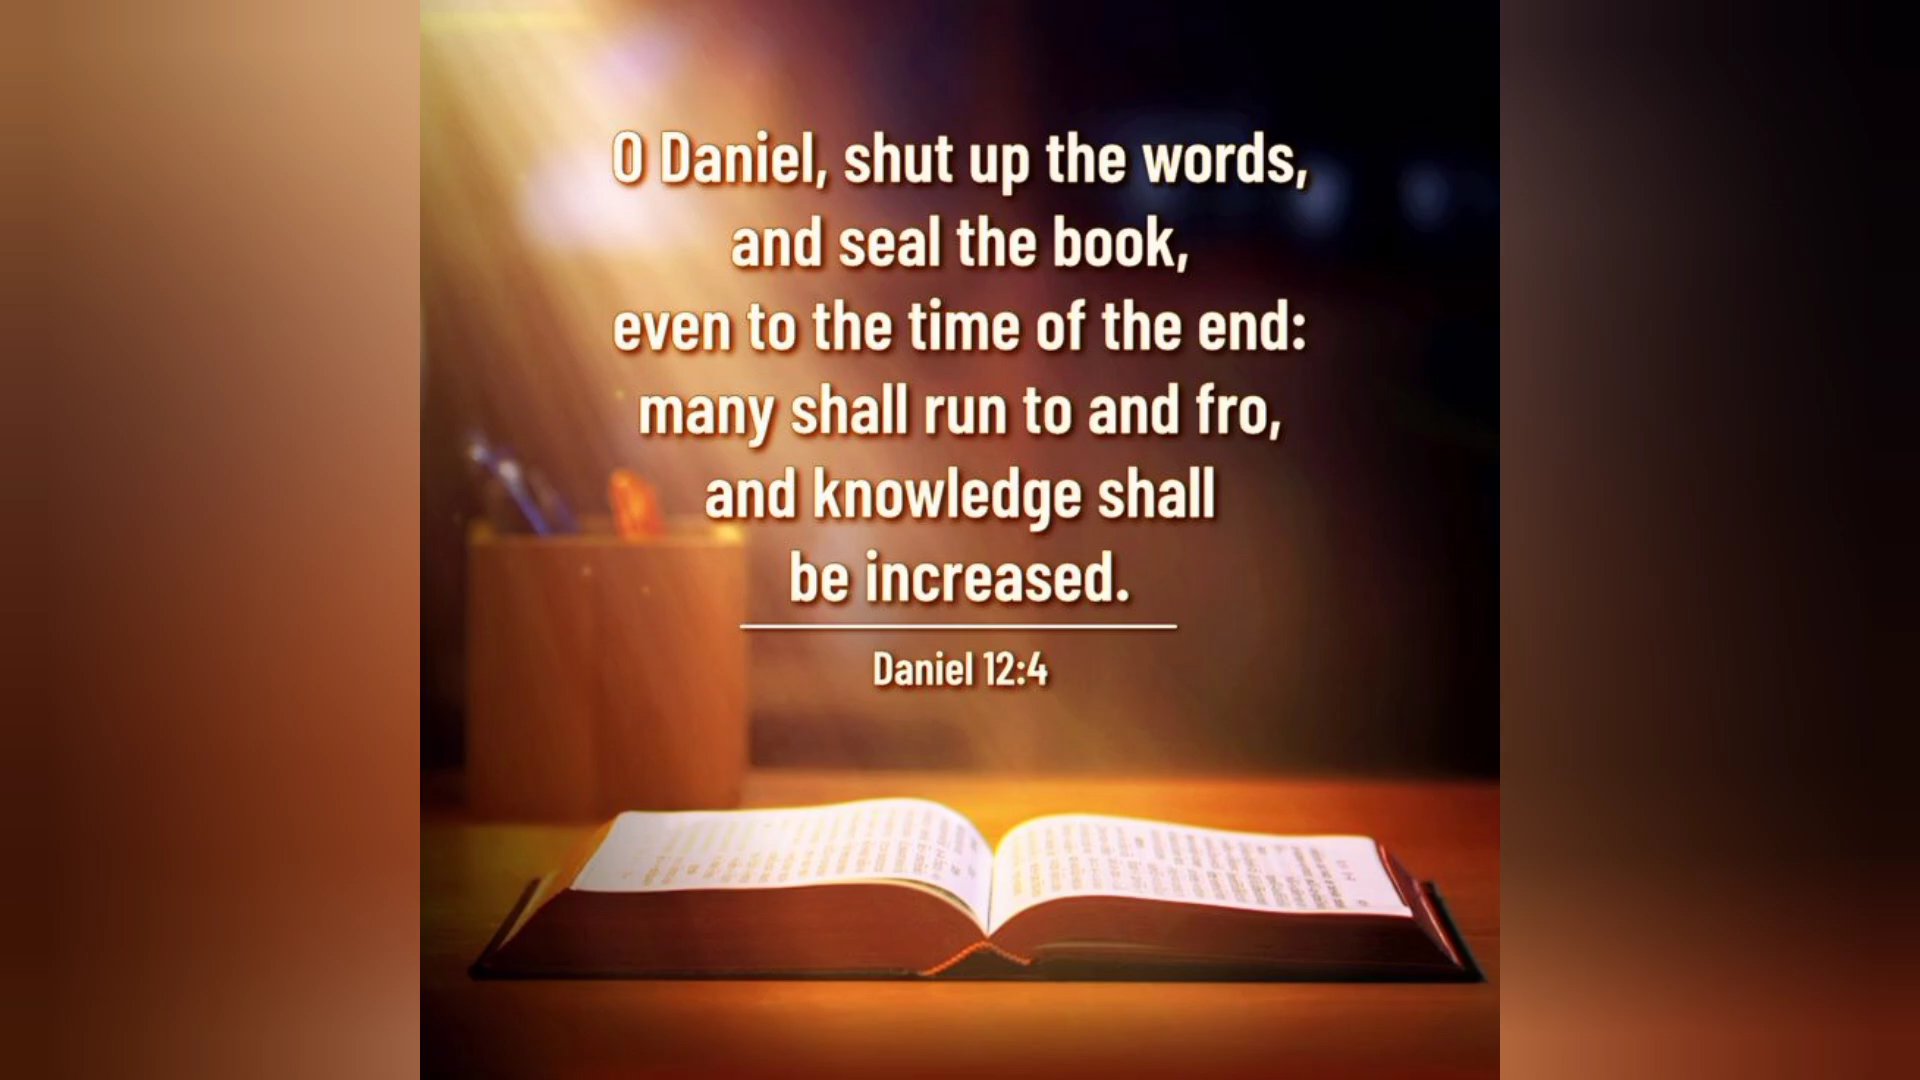 O Daniel, shut up the words,
and seal the book,
even to the time of the end:
many shall run to and fro,
and knowledge shall
be increased.
Daniel 12:4